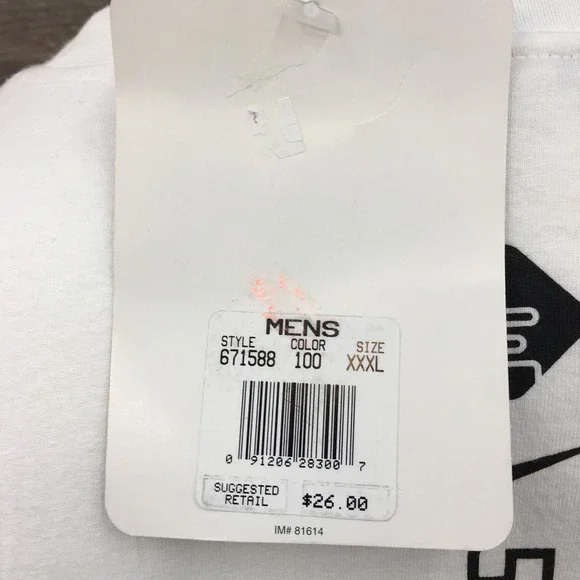 MENS
STYLE COLOR SIZE
671588 100 XXXL
0 91206 28300 7
SUGGESTED RETAIL $26.00
IM# 81614